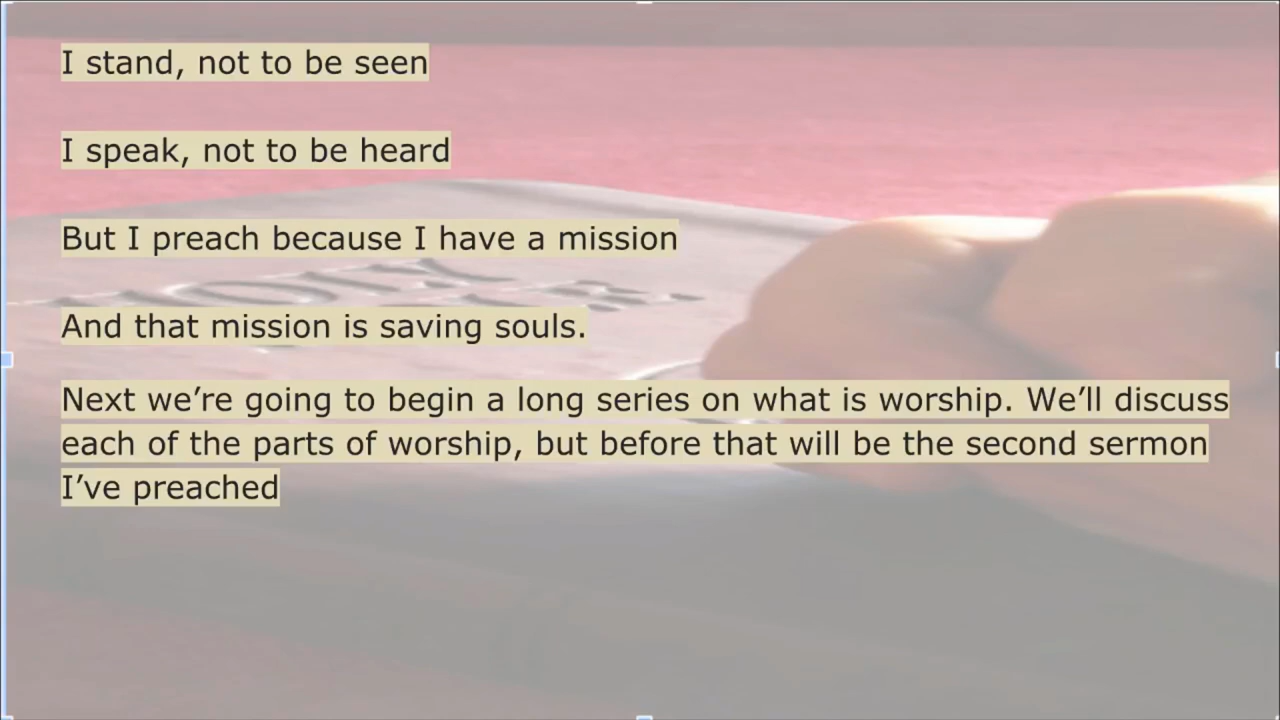 I stand, not to be seen
I speak, not to be heard
But I preach because I have a mission
And that mission is saving souls.
Next we’re going to begin a long series on what is worship. We’ll discuss
each of the parts of worship, but before that will be the second sermon
I’ve preached
HOLY